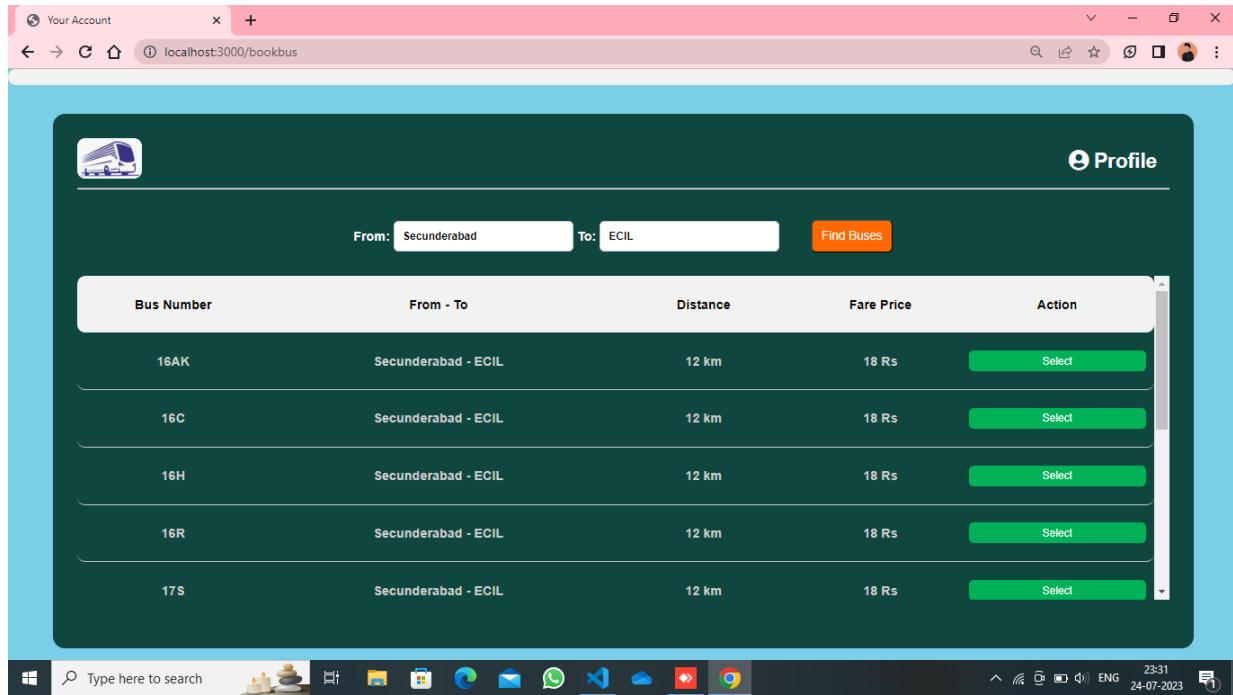 Your Account
localhost:3000/bookbus
Profile
From: Secunderabad To: ECIL Find Buses
Bus Number From - To Distance Fare Price Action
16AK Secunderabad - ECIL 12 km 18 Rs Select
16C Secunderabad - ECIL 12 km 18 Rs Select
16H Secunderabad - ECIL 12 km 18 Rs Select
16R Secunderabad - ECIL 12 km 18 Rs Select
17S Secunderabad - ECIL 12 km 18 Rs Select
Type here to search ENG 23:31
24-07-2023 1